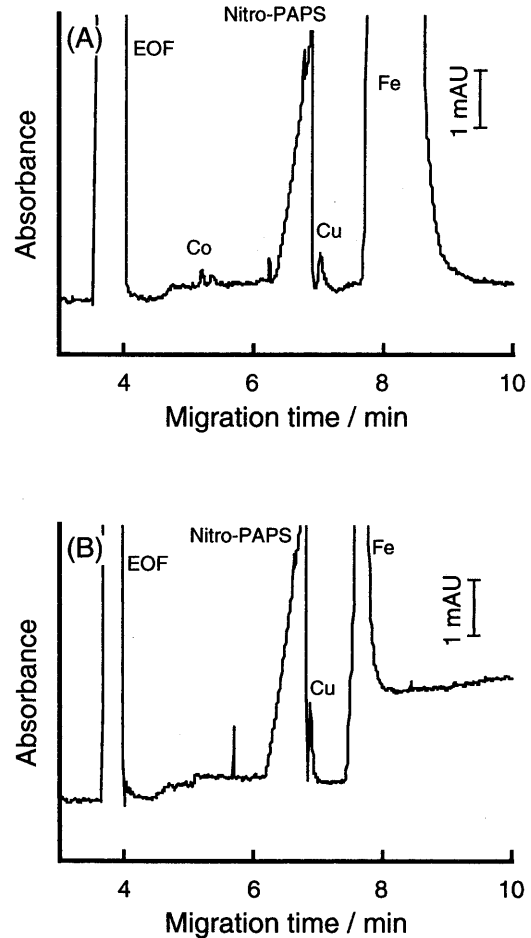 Nitro-PAPS
(A)
EOF
Fe
1 mAU
Absorbance
Co
Cu
4 6 8 10
Migration time / min
(B)
Nitro-PAPS
EOF
Fe
1 mAU
Absorbance
Cu
4 6 8 10
Migration time / min